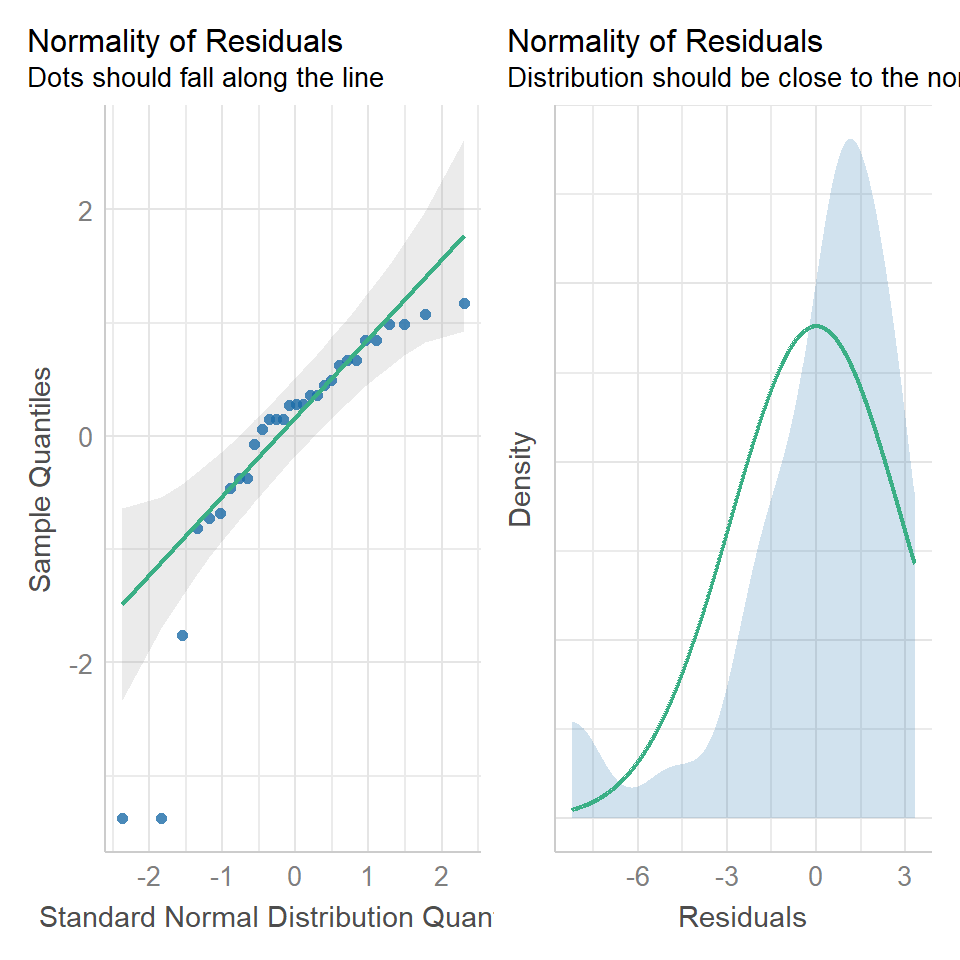 Normality of Residuals
Dots should fall along the line
2
0
-2
-2
-1
0
1
2
Sample Quantiles
Standard Normal Distribution Quant
Normality of Residuals
Distribution should be close to the nor
Density
-6
-3
0
3
Residuals